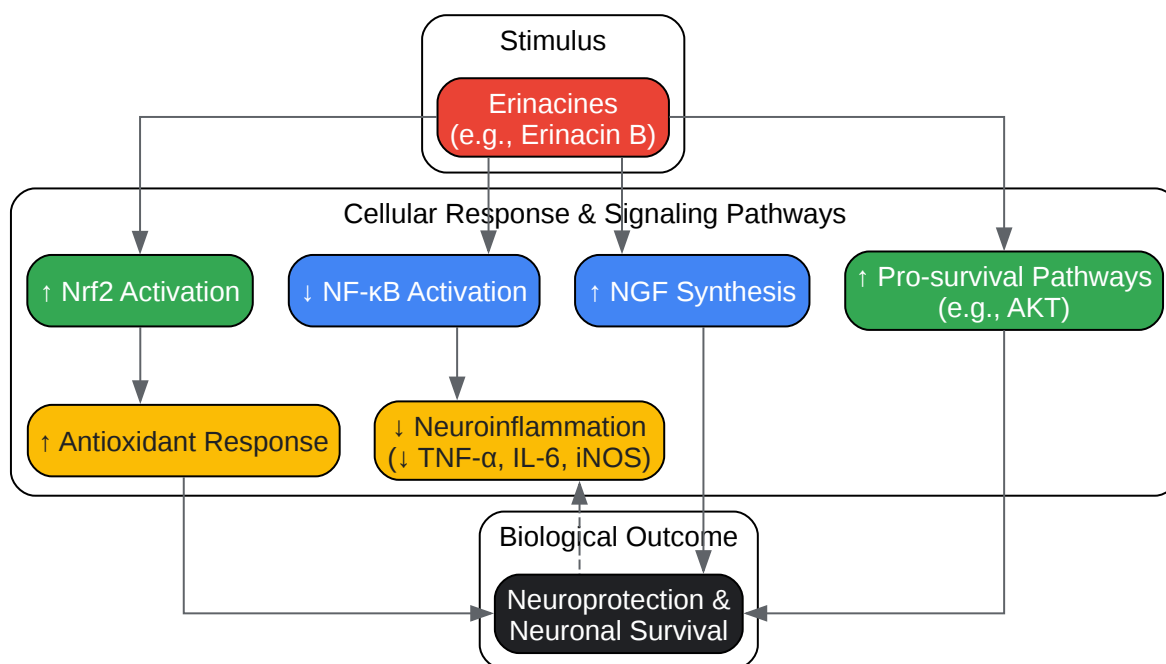 Stimulus
Erinacines
(e.g., Erinacin B)
Cellular Response & Signaling Pathways
↑ Nrf2 Activation
↓ NF-κB Activation
↑ NGF Synthesis
↑ Pro-survival Pathways
(e.g., AKT)
↑ Antioxidant Response
↓ Neuroinflammation
(↓ TNF-α, IL-6, iNOS)
Biological Outcome
Neuroprotection &
Neuronal Survival